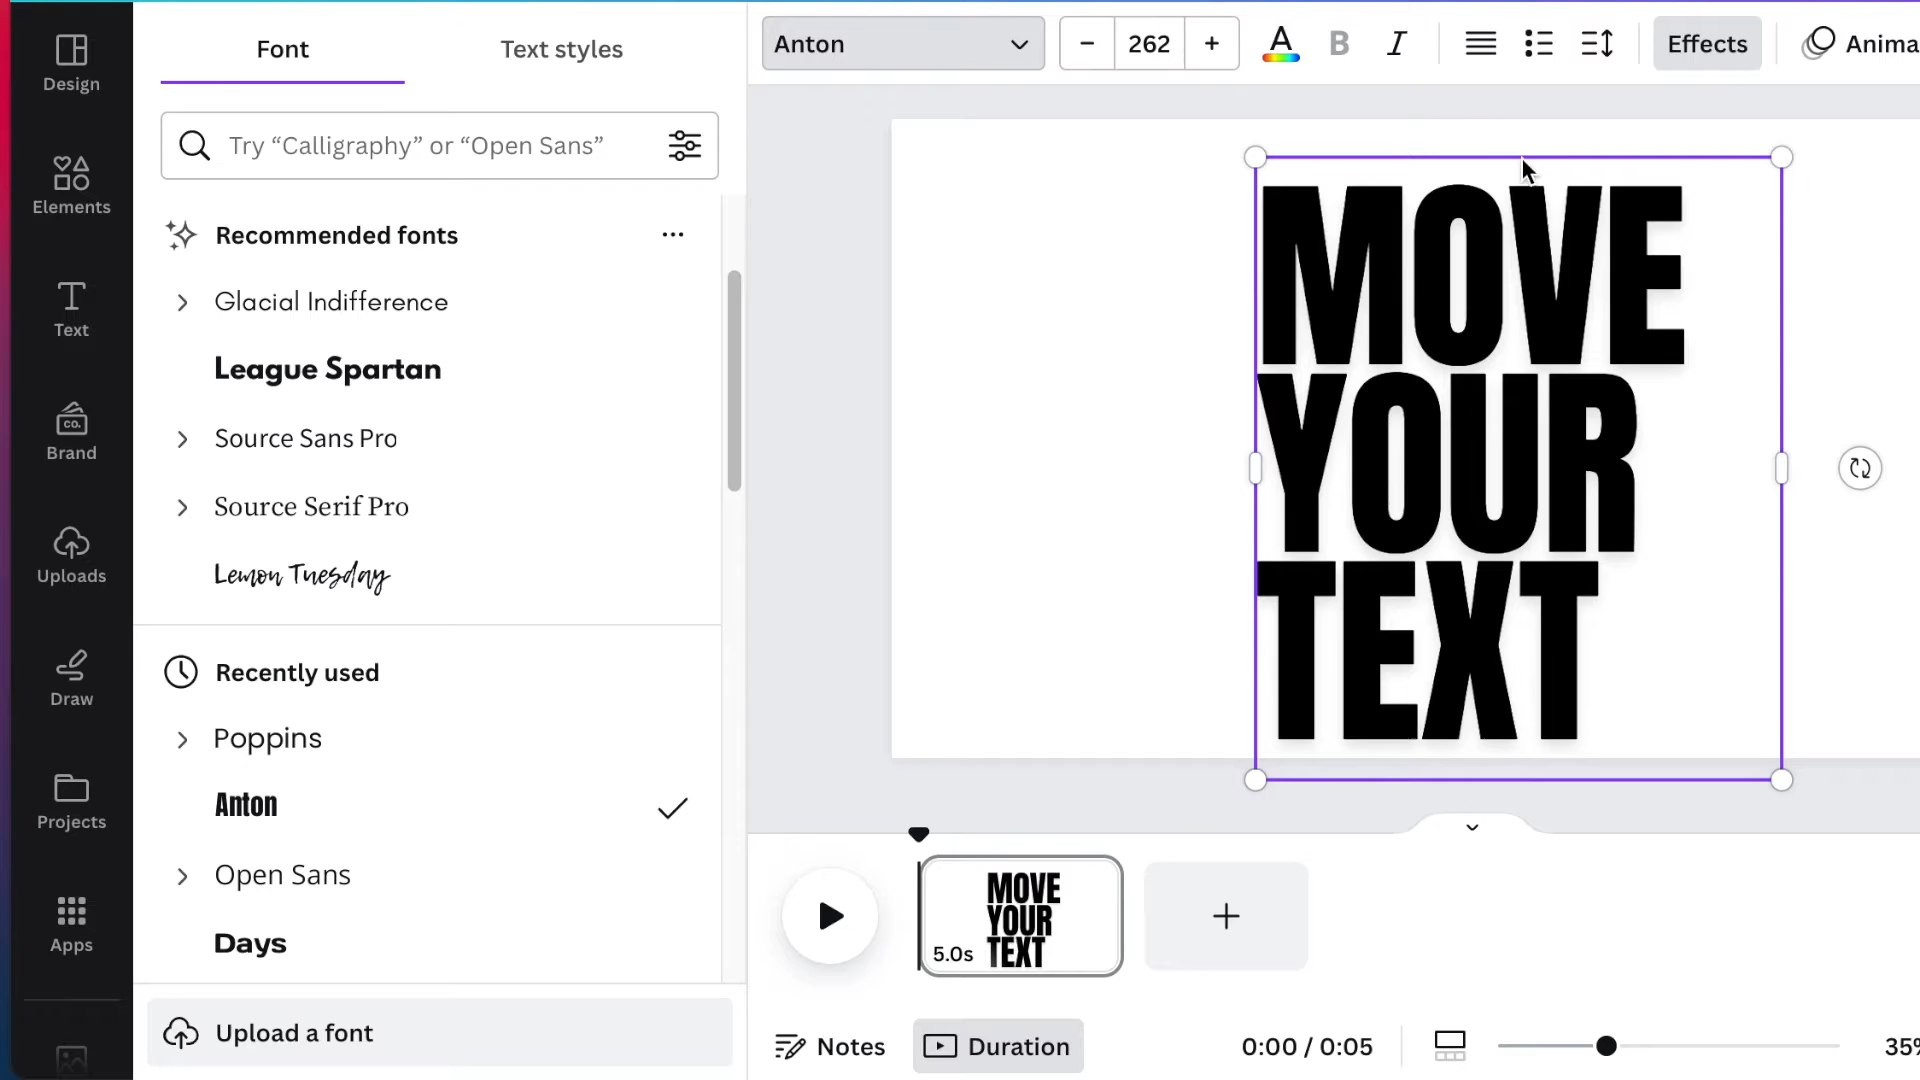 Design
Elements
Text
Brand
CO.
Uploads
Draw
Projects
Apps
Font
Text styles
Try “Calligraphy” or “Open Sans”
Recommended fonts
Glacial Indifference
League Spartan
Source Sans Pro
Source Serif Pro
Lemon Tuesday
Recently used
Poppins
Anton
Open Sans
Days
Upload a font
Anton
262
A
B
I
Effects
Anima
MOVE
YOUR
TEXT
MOVE
YOUR
TEXT
5.0s
Notes
Duration
0:00 / 0:05
35%